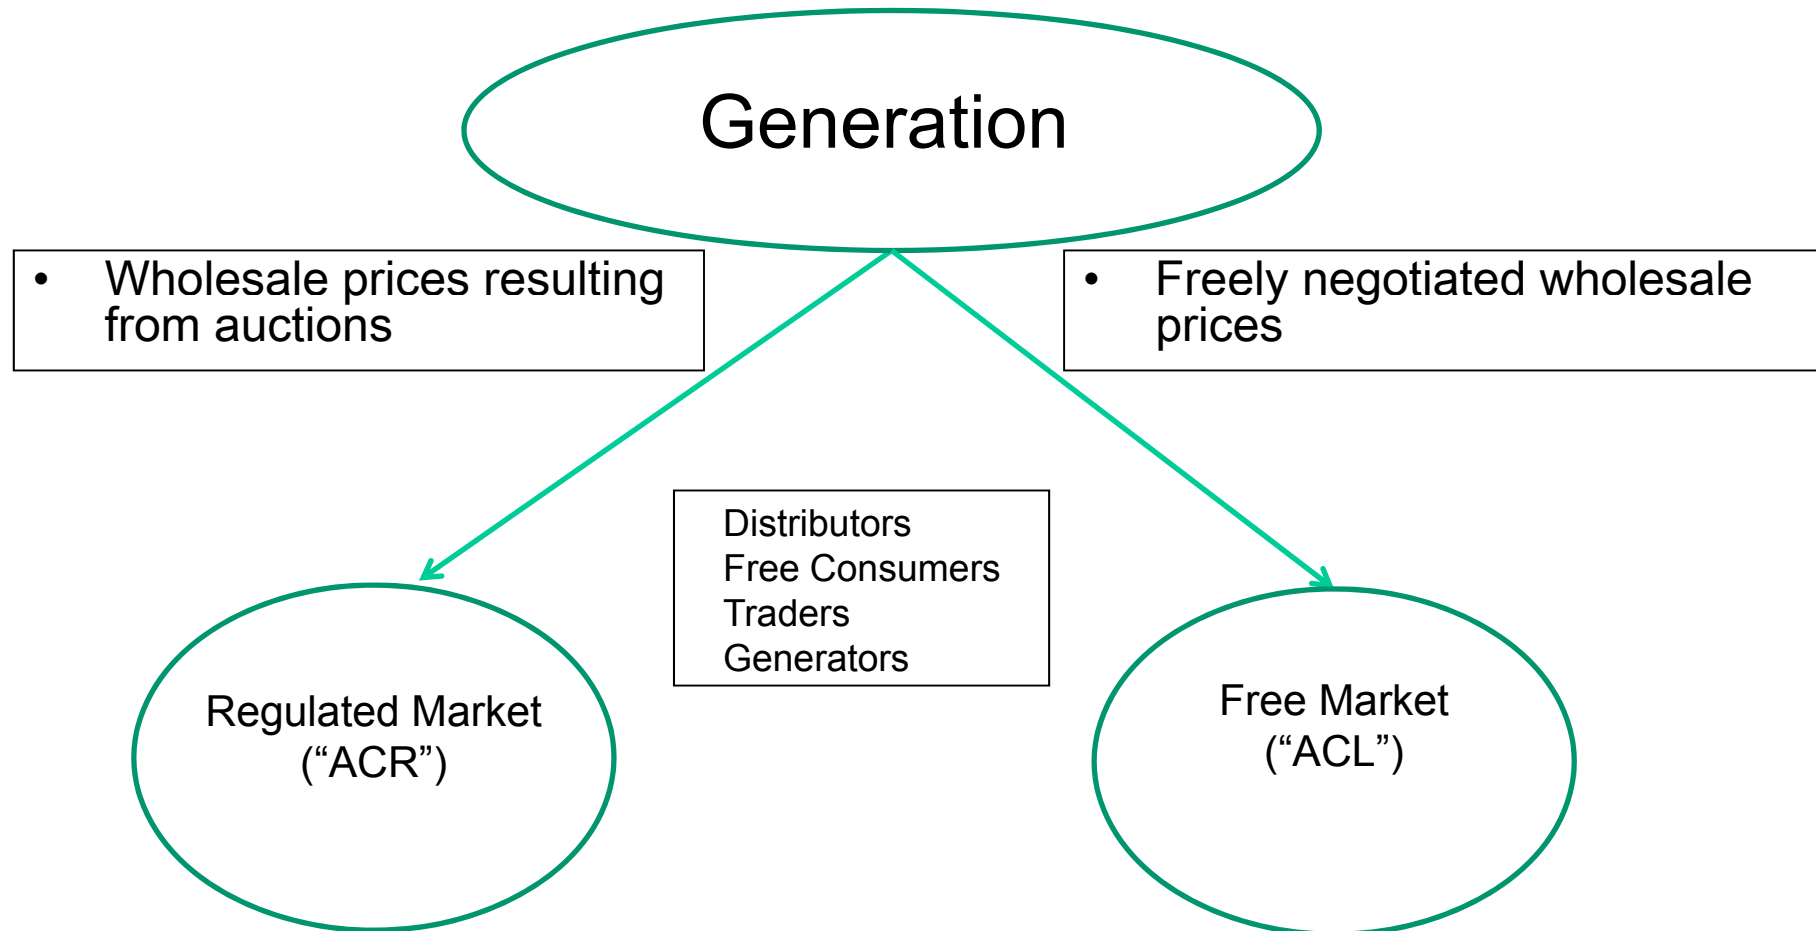 Generation
• Wholesale prices resulting
from auctions
• Freely negotiated wholesale
prices
Distributors
Free Consumers
Traders
Generators
Regulated Market
(“ACR”)
Free Market
(“ACL”)